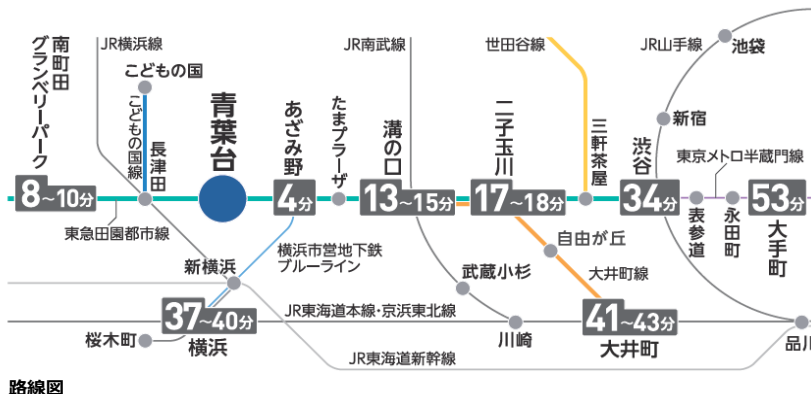 南町田
グランベリーパーク
8～10分
JR横浜線
こどもの国
こどもの国線
長津田
東急田園都市線
青葉台
あざみ野
4分
たまプラーザ
JR南武線
溝の口
13～15分
二子玉川
17～18分
世田谷線
三軒茶屋
渋谷
34分
JR山手線
池袋
新宿
東京メトロ半蔵門線
表参道
永田町
53分
大手町
新横浜
横浜市営地下鉄
ブルーライン
自由が丘
大井町線
武蔵小杉
37～40分
横浜
桜木町
JR東海道本線・京浜東北線
川崎
41～43分
大井町
品川
JR東海道新幹線
路線図